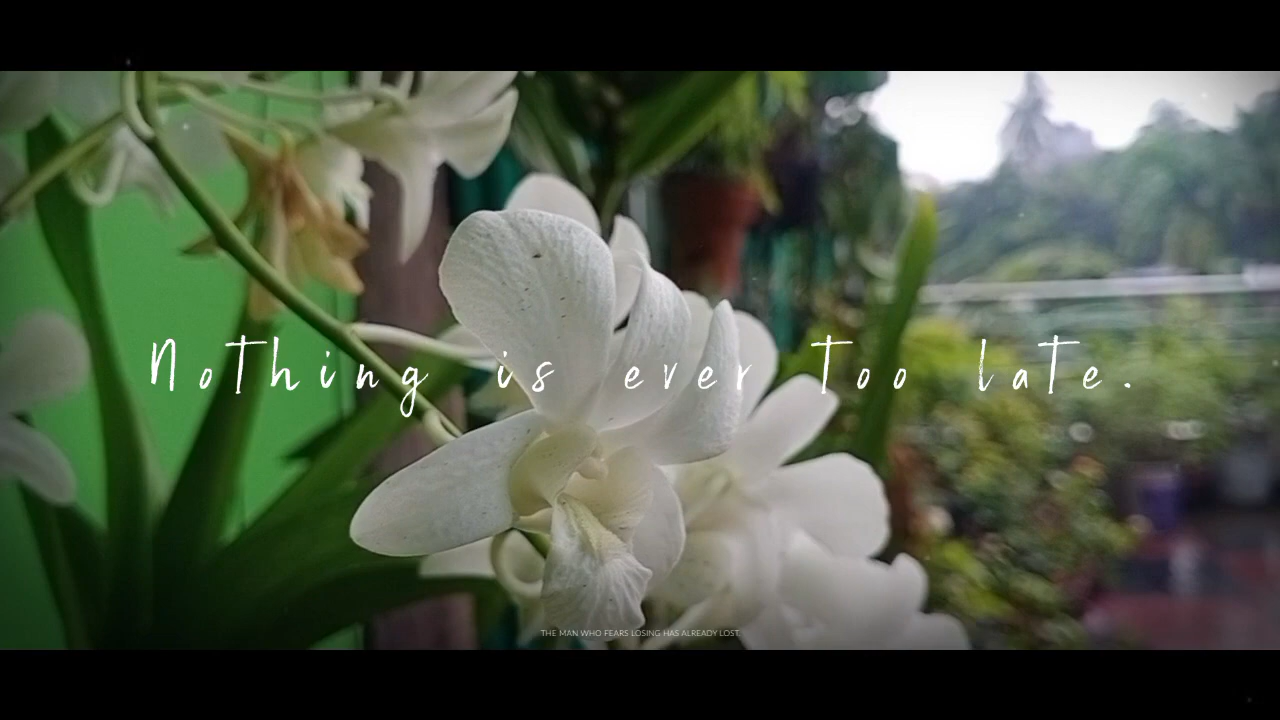 Nothing is ever too late.
THE MAN WHO FEARS LOSING HAS ALREADY LOST.